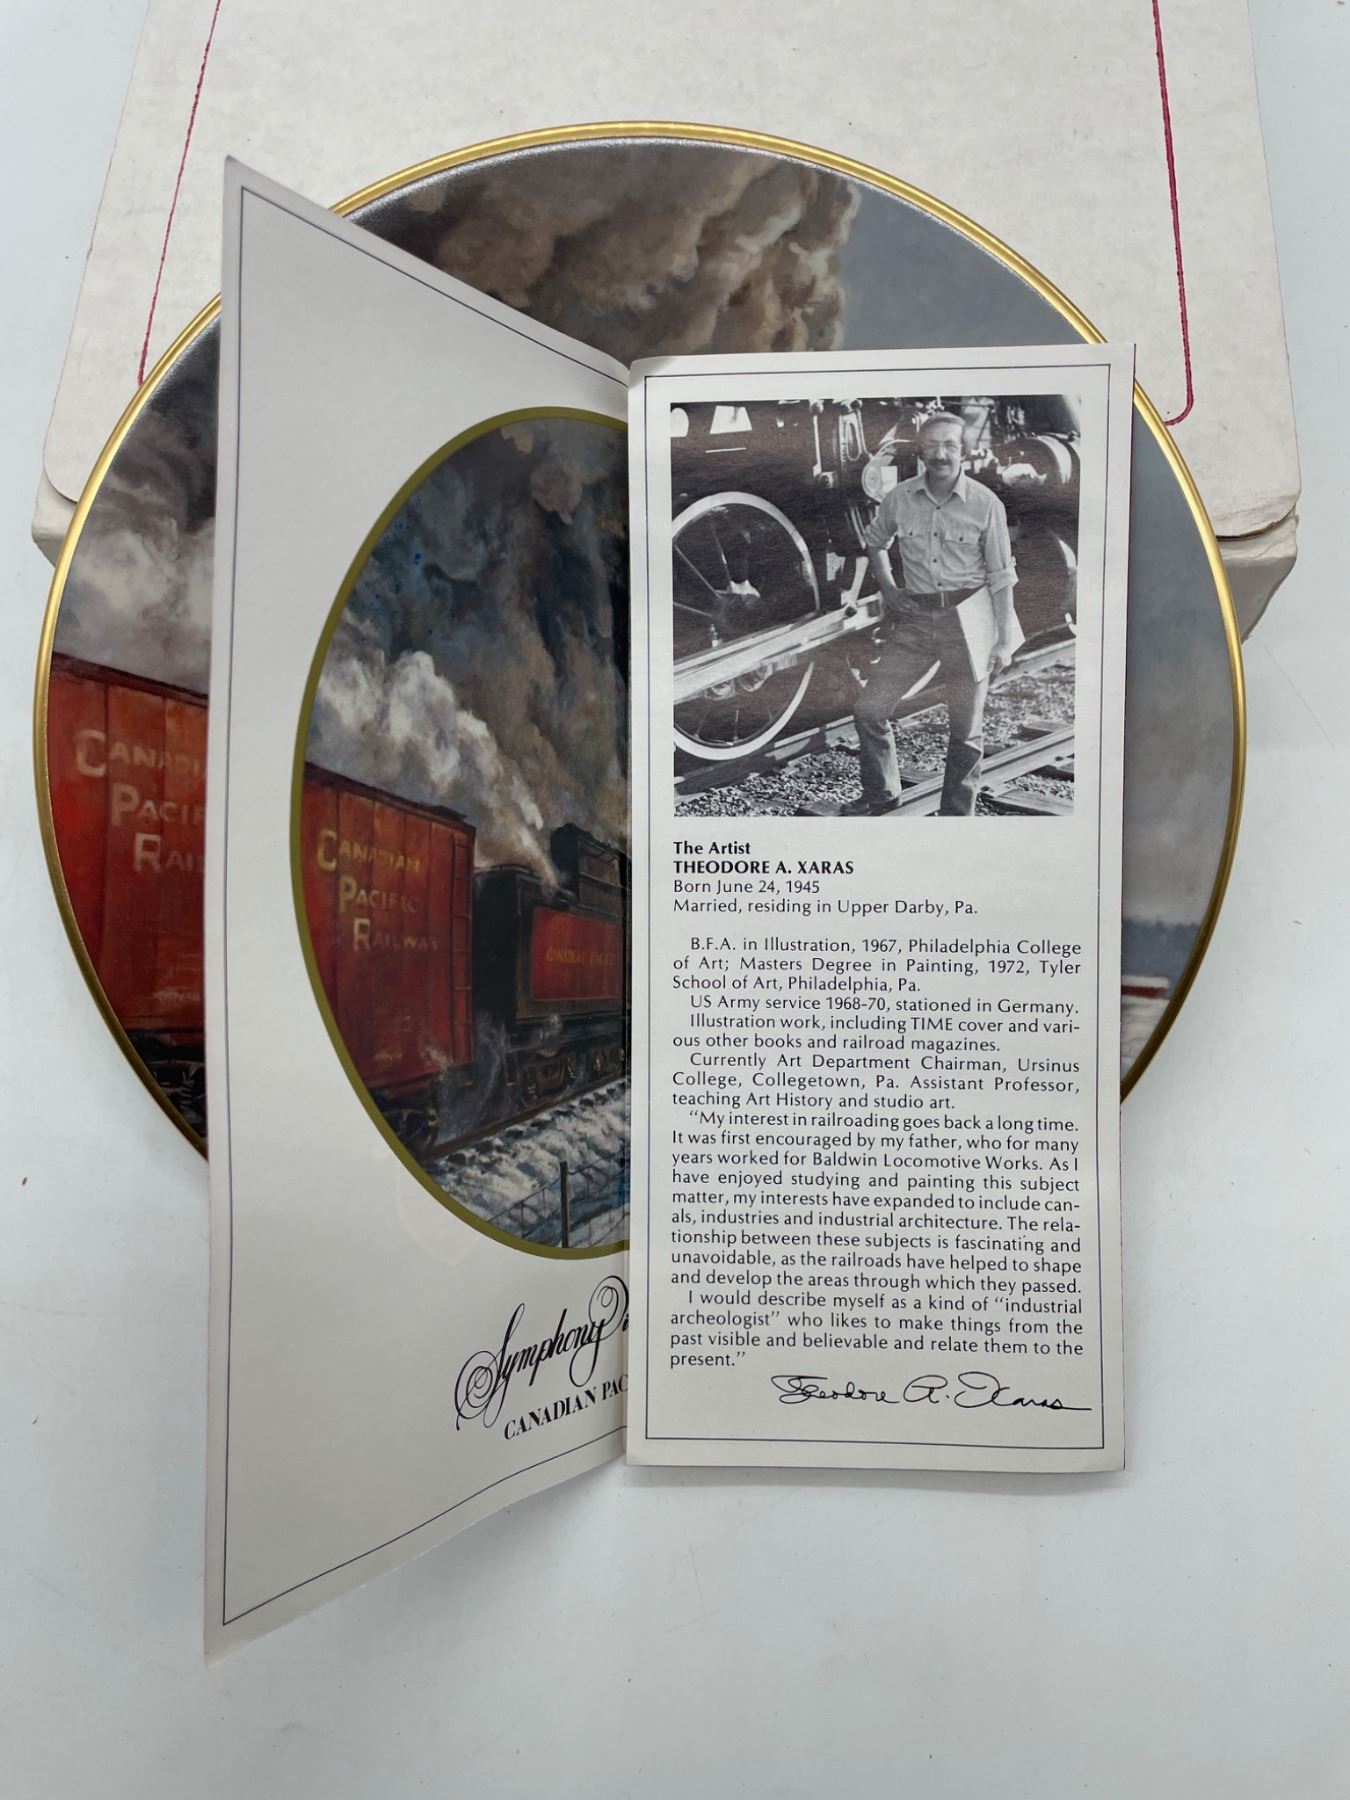 CANADI
PACIF
RAI
CANADIAN
PACIFIC
RAILWAY
CANADIAN PACIFIC
Symphony i
CANADIAN PAC
The Artist
THEODORE A. XARAS
Born June 24, 1945
Married, residing in Upper Darby, Pa.
B.F.A. in Illustration, 1967, Philadelphia College
of Art; Masters Degree in Painting, 1972, Tyler
School of Art, Philadelphia, Pa.
US Army service 1968-70, stationed in Germany.
Illustration work, including TIME cover and vari-
ous other books and railroad magazines.
Currently Art Department Chairman, Ursinus
College, Collegetown, Pa. Assistant Professor,
teaching Art History and studio art.
"My interest in railroading goes back a long time.
It was first encouraged by my father, who for many
years worked for Baldwin Locomotive Works. As I
have enjoyed studying and painting this subject
matter, my interests have expanded to include can-
als, industries and industrial architecture. The rela-
tionship between these subjects is fascinating and
unavoidable, as the railroads have helped to shape
and develop the areas through which they passed.
I would describe myself as a kind of "industrial
archeologist" who likes to make things from the
past visible and believable and relate them to the
present."
Theodore A. Xaras